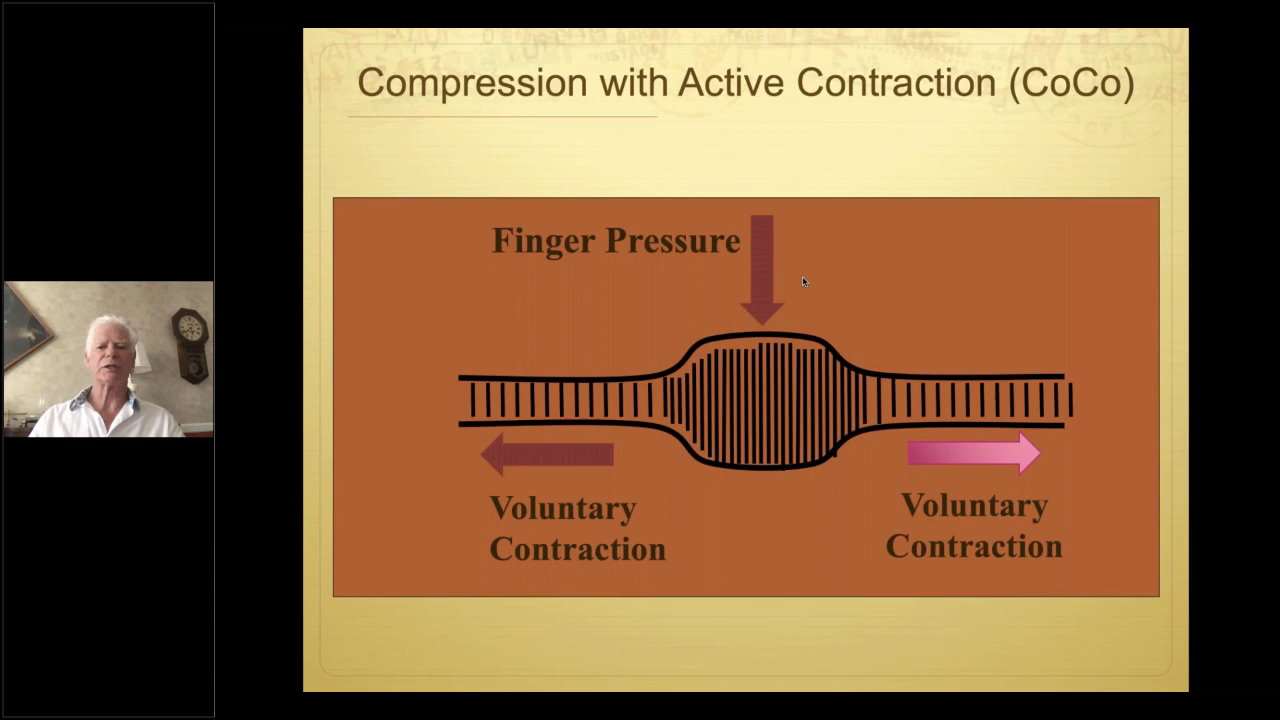 Compression with Active Contraction (CoCo)
Finger Pressure
Voluntary
Contraction
Voluntary
Contraction